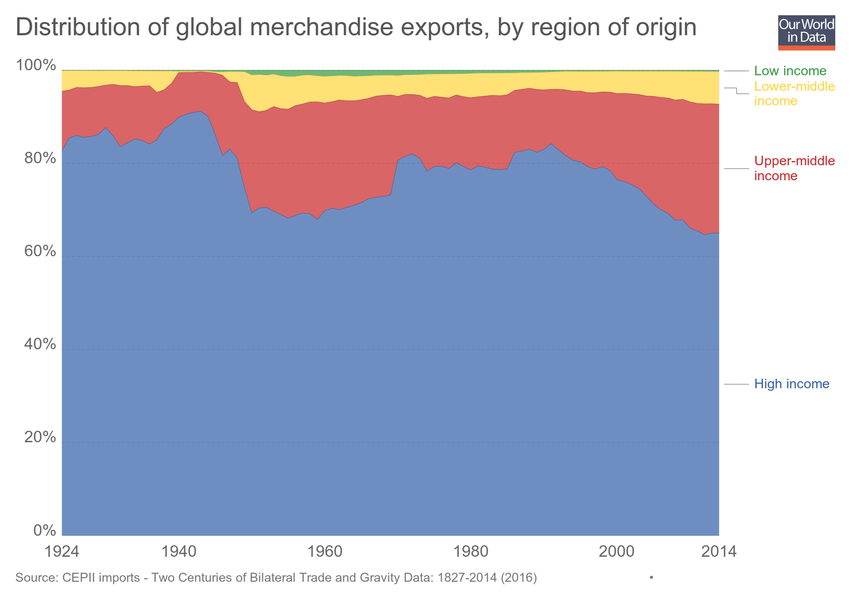 Distribution of global merchandise exports, by region of origin
Our World
in Data
100%
80%
60%
40%
20%
0%
Low income
Lower-middle
income
Upper-middle
income
High income
1924
1940
1960
1980
2000
2014
Source: CEPII imports - Two Centuries of Bilateral Trade and Gravity Data: 1827-2014 (2016)
•